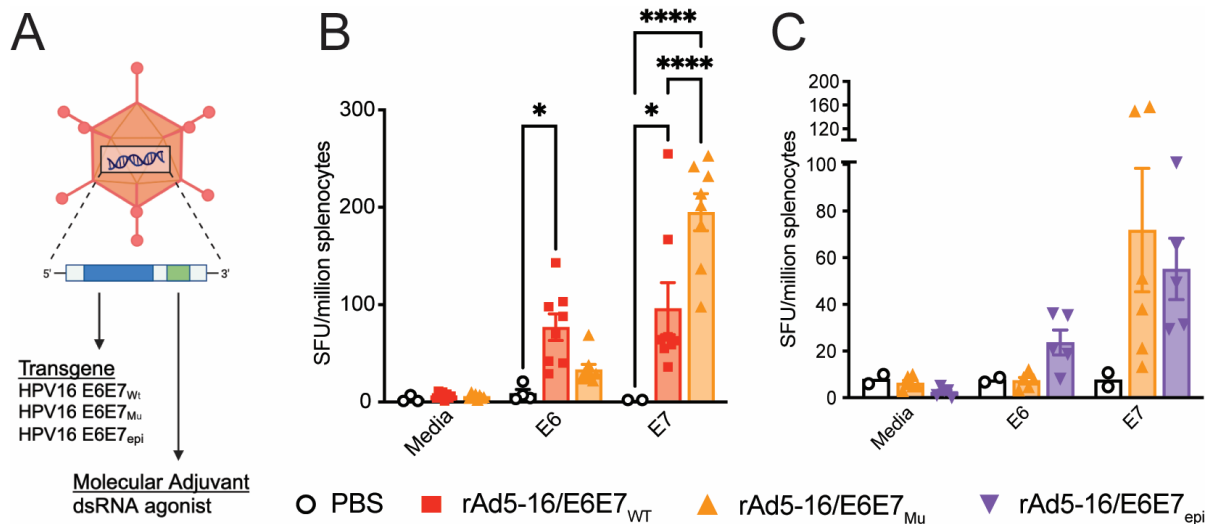 A
5'
3'
Transgene
HPV16 E6E7Wt
HPV16 E6E7Mu
HPV16 E6E7epi
Molecular Adjuvant
dsRNA agonist
B
SFU/million splenocytes
300
200
100
0
*
*
****
****
Media
E6
E7
C
SFU/million splenocytes
200
160
120
100
80
60
40
20
0
Media
E6
E7
PBS
rAd5-16/E6E7WT
rAd5-16/E6E7Mu
rAd5-16/E6E7epi